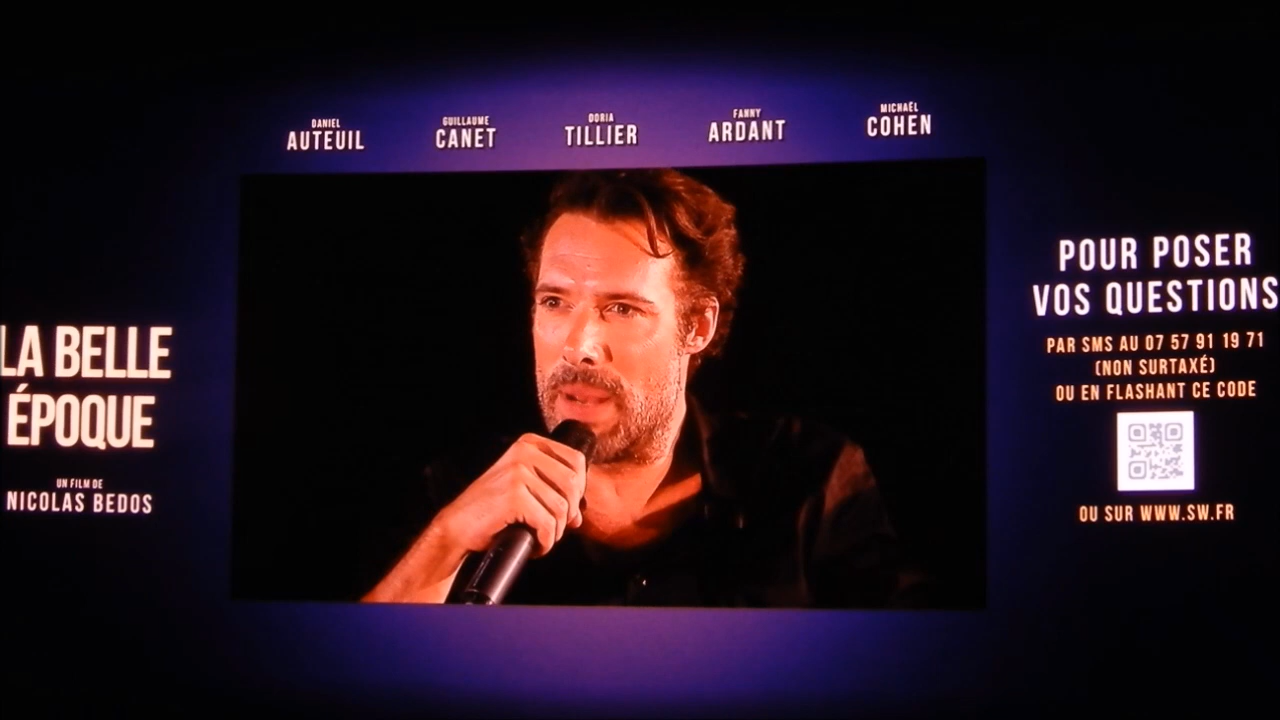 DANIEL
AUTEUIL
GUILLAUME
CANET
DORIA
TILLIER
FANNY
ARDANT
MICHAËL
COHEN
LA BELLE
ÉPOQUE
UN FILM DE
NICOLAS BEDOS
POUR POSER
VOS QUESTIONS
PAR SMS AU 07 57 91 19 71
(NON SURTAXÉ)
OU EN FLASHANT CE CODE
OU SUR WWW.SW.FR